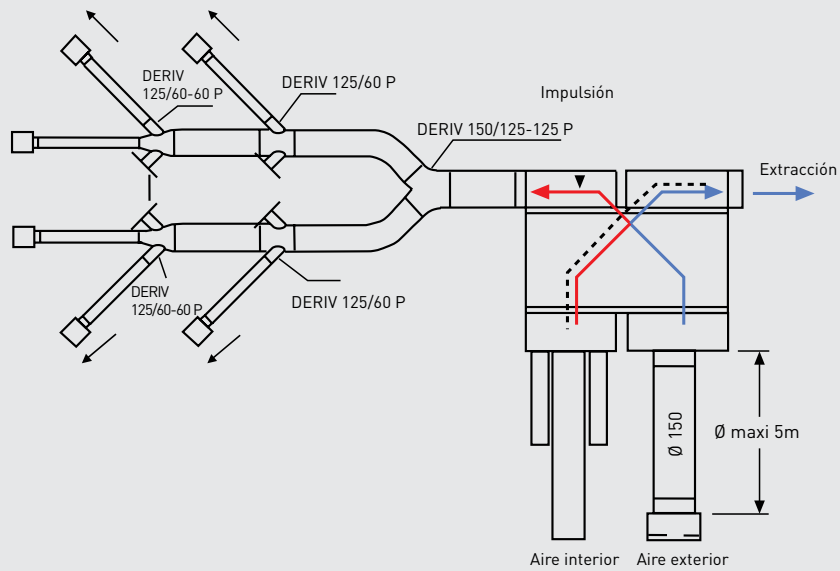 DERIV
125/60-60 P
DERIV 125/60 P
Impulsión
DERIV 150/125-125 P
Extracción
DERIV
125/60-60 P
DERIV 125/60 P
Ø 150
Ø maxi 5m
Aire interior
Aire exterior